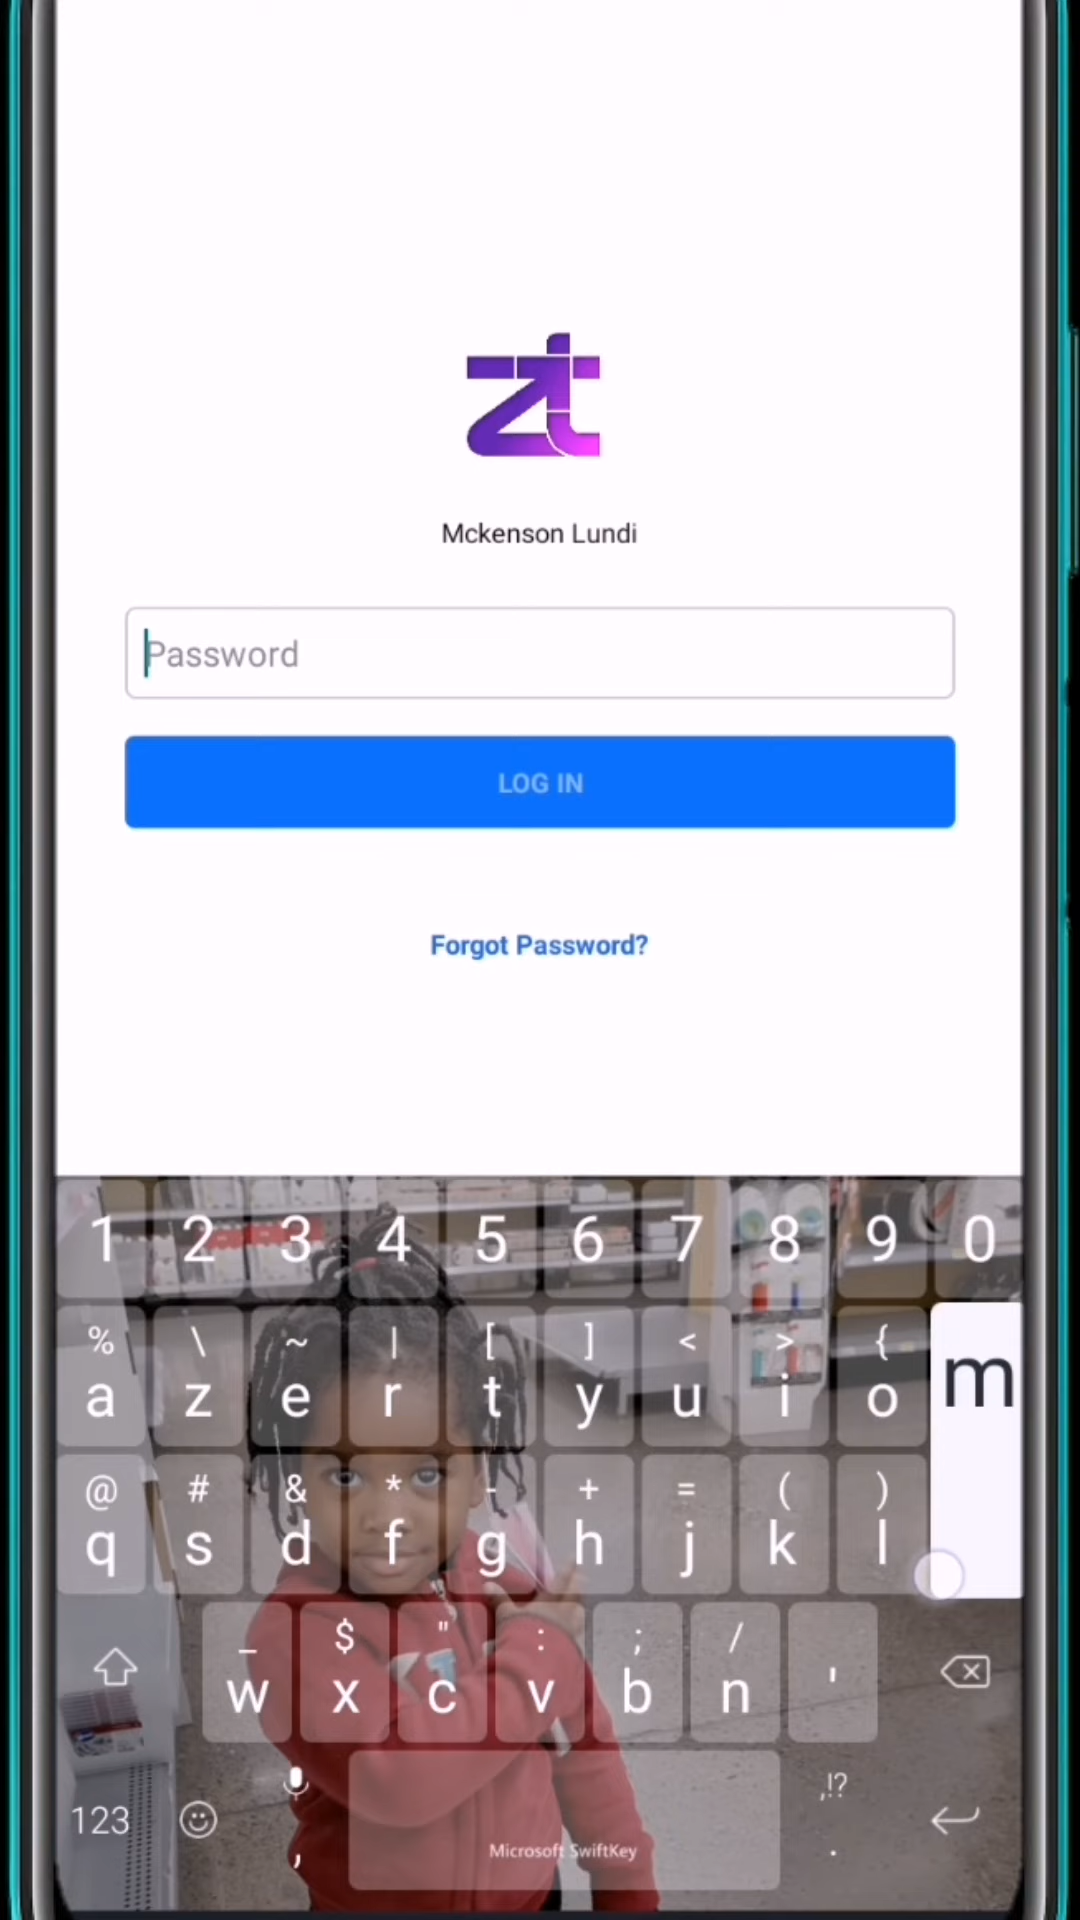 zt
Mckenson Lundi
Password
LOG IN
Forgot Password?
1 2 3 4 5 6 7 8 9 0
% \ ~ | [ ] < > {
a z e r t y u i o m
@ # & * - + = ( )
q s d f g h j k l
_ $ " : ; /
w x c v b n '
,!?
123 , Microsoft SwiftKey .